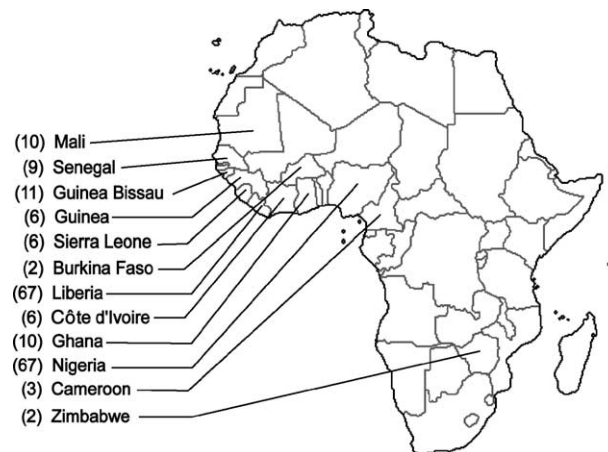 (10) Mali
(9) Senegal
(11) Guinea Bissau
(6) Guinea
(6) Sierra Leone
(2) Burkina Faso
(67) Liberia
(6) Côte d'Ivoire
(10) Ghana
(67) Nigeria
(3) Cameroon
(2) Zimbabwe